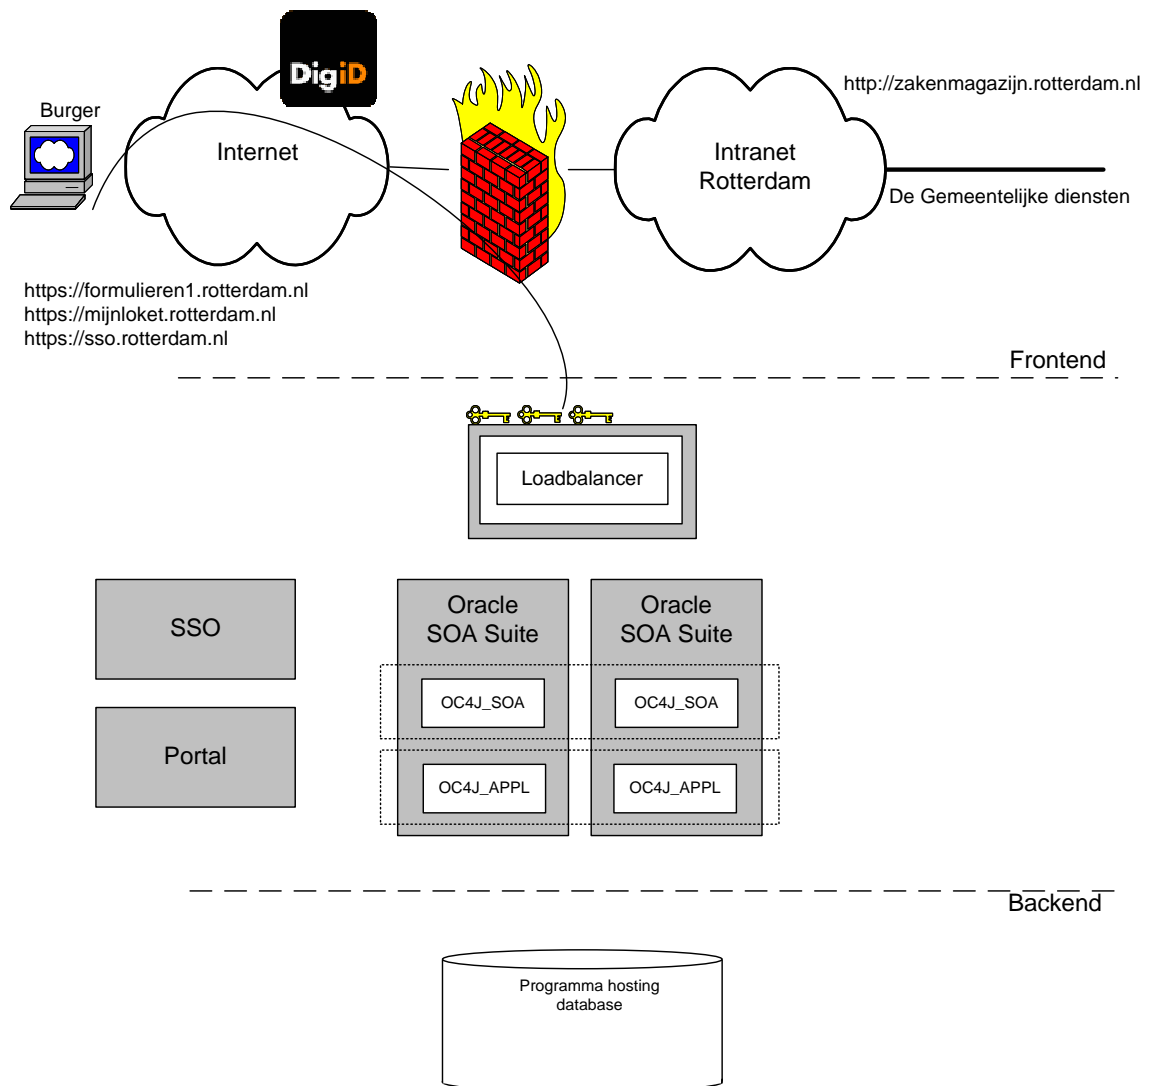 DigiD
Burger
http://zakenmagazijn.rotterdam.nl
Internet
Intranet
Rotterdam
De Gemeentelijke diensten
https://formulieren1.rotterdam.nl
https://mijnloket.rotterdam.nl
https://sso.rotterdam.nl
Frontend
Loadbalancer
SSO
Portal
Oracle
SOA Suite
OC4J_SOA
OC4J_APPL
Oracle
SOA Suite
OC4J_SOA
OC4J_APPL
Backend
Programma hosting
database